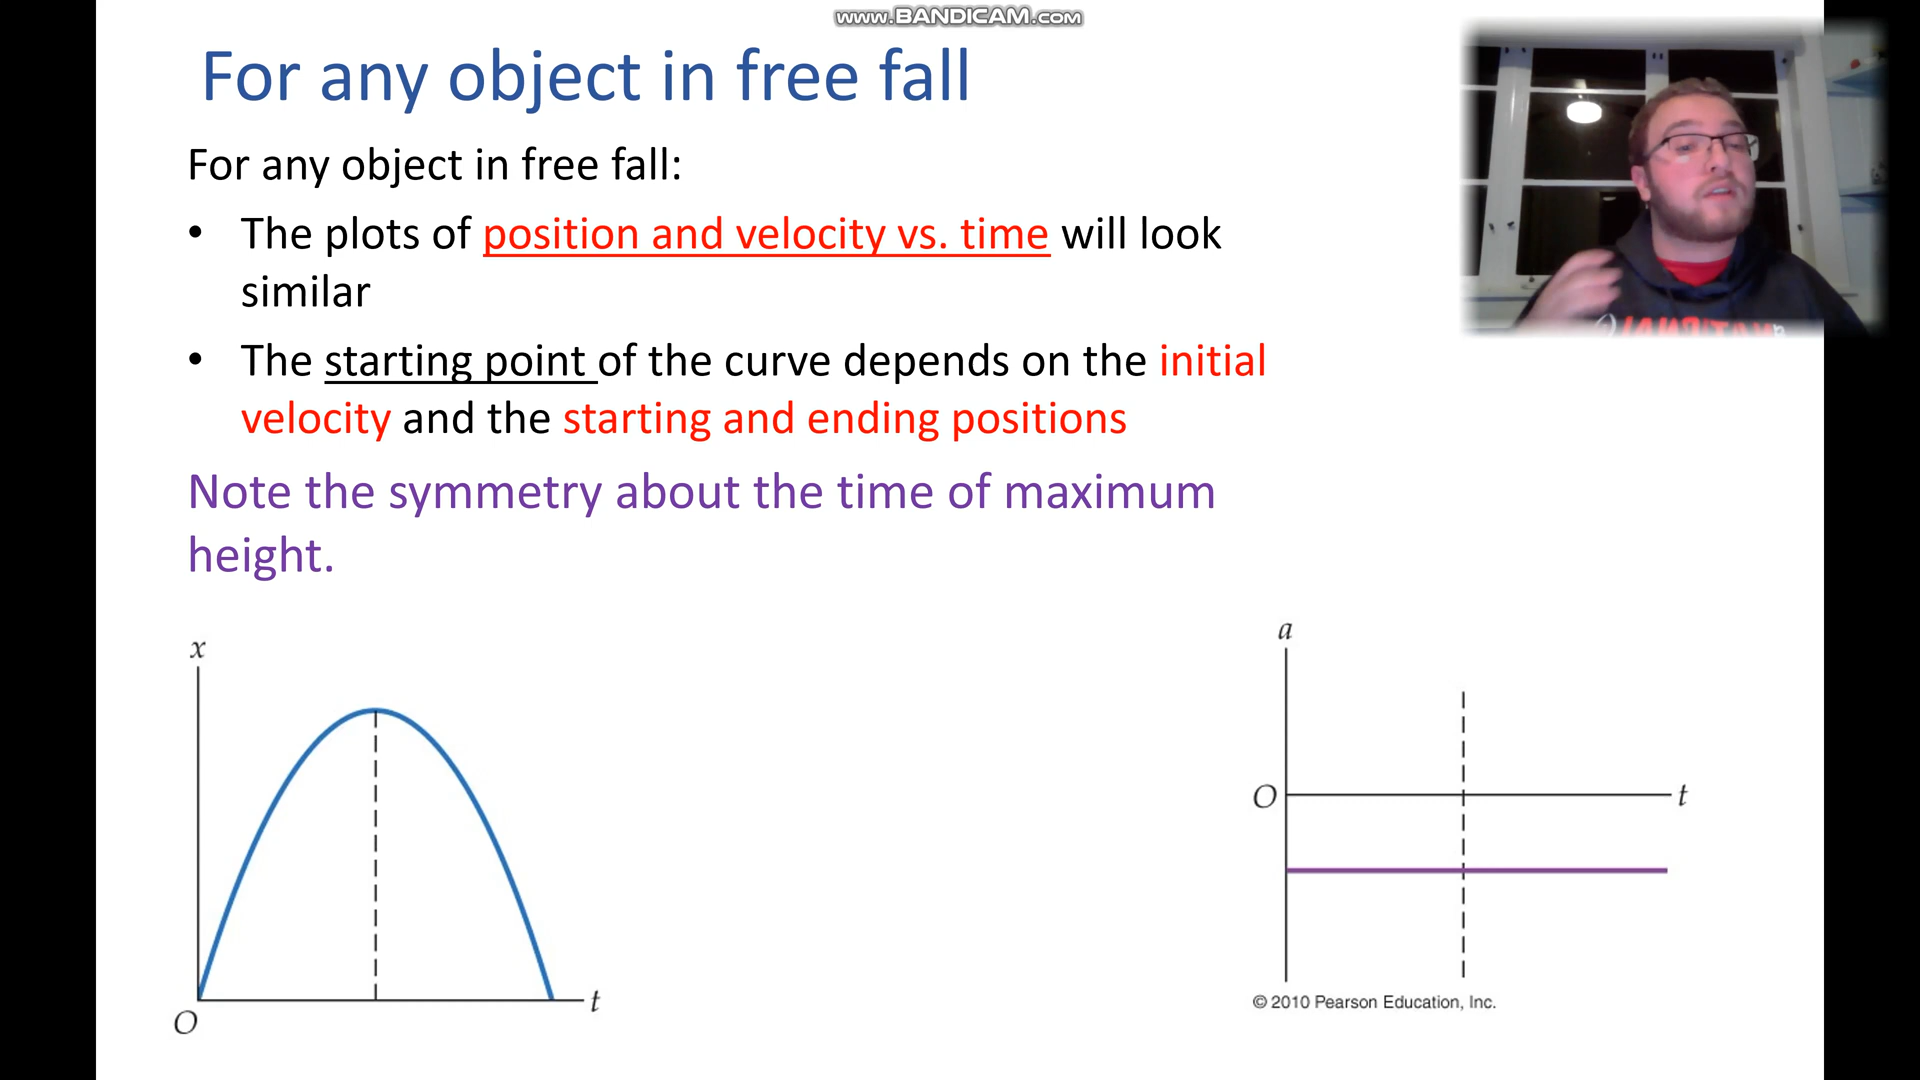 www.BANDICAM.com
For any object in free fall
For any object in free fall:
• The plots of position and velocity vs. time will look
similar
• The starting point of the curve depends on the initial
velocity and the starting and ending positions
Note the symmetry about the time of maximum
height.
x
t
O
a
O
t
© 2010 Pearson Education, Inc.